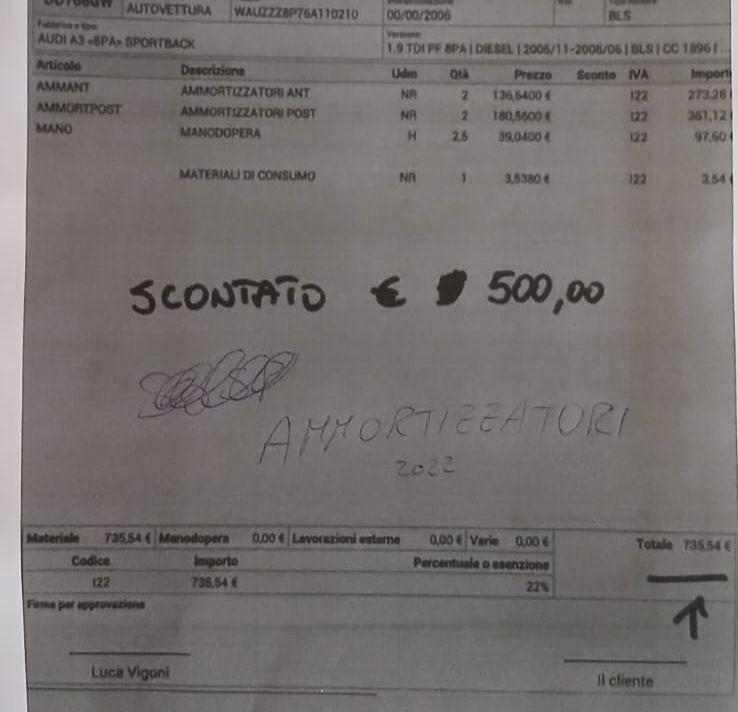 AUTOVETTURA WAUZZZ8P76A110210 00/00/2006 BLS
Fabbrica e tipo: Versione:
AUDI A3 «8PA» SPORTBACK 1.9 TDI PF 8PA | DIESEL | 2005/11-2008/06 | BLS | CC 1896 |
Articolo Descrizione Udm Qtà Prezzo Sconto IVA Import
AMMANT AMMORTIZZATORI ANT NR 2 136,6400 € I22 273,28
AMMORTPOST AMMORTIZZATORI POST NR 2 180,5600 € I22 361,12
MANO MANODOPERA H 2,5 39,0400 € I22 97,60
MATERIALI DI CONSUMO NR 1 3,5380 € I22 3,54
SCONTATO € 500,00
AMMORTIZZATORI
2022
Materiale 735,54 € Manodopera 0,00 € Lavorazioni esterne 0,00 € Varie 0,00 € Totale 735,54 €
Codice Importo Percentuale o esenzione
I22 735,54 € 22%
Firma per approvazione
Luca Vigoni Il cliente